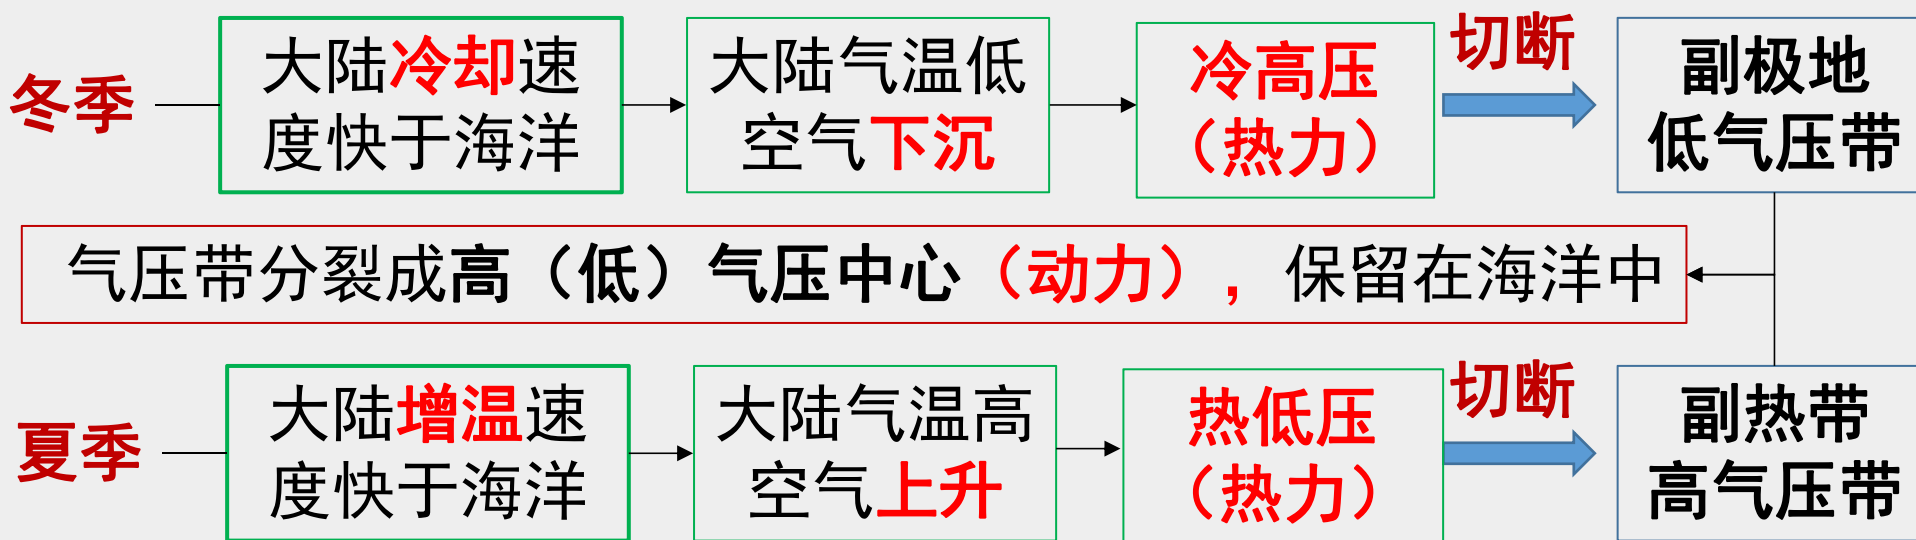 冬季
大陆冷却速
度快于海洋
大陆气温低
空气下沉
冷高压
（热力）
切断
副极地
低气压带
气压带分裂成高（低）气压中心（动力），保留在海洋中
夏季
大陆增温速
度快于海洋
大陆气温高
空气上升
热低压
（热力）
切断
副热带
高气压带